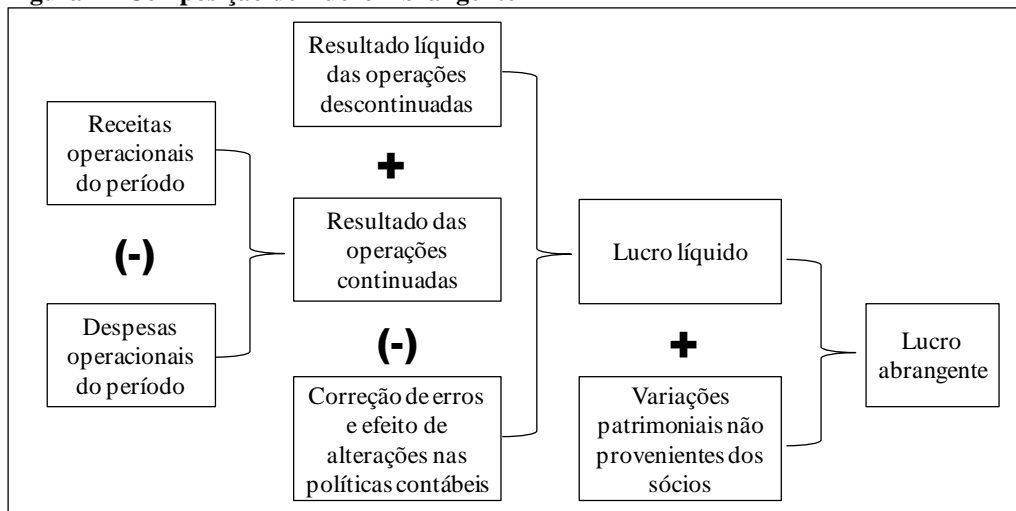 Resultado líquido
das operações
descontinuadas
Receitas
operacionais
do período
+
(-)
Resultado das
operações
continuadas
Lucro líquido
Despesas
operacionais
do período
(-)
+
Lucro
abrangente
Correção de erros
e efeito de
alterações nas
políticas contábeis
Variações
patrimoniais não
provenientes dos
sócios